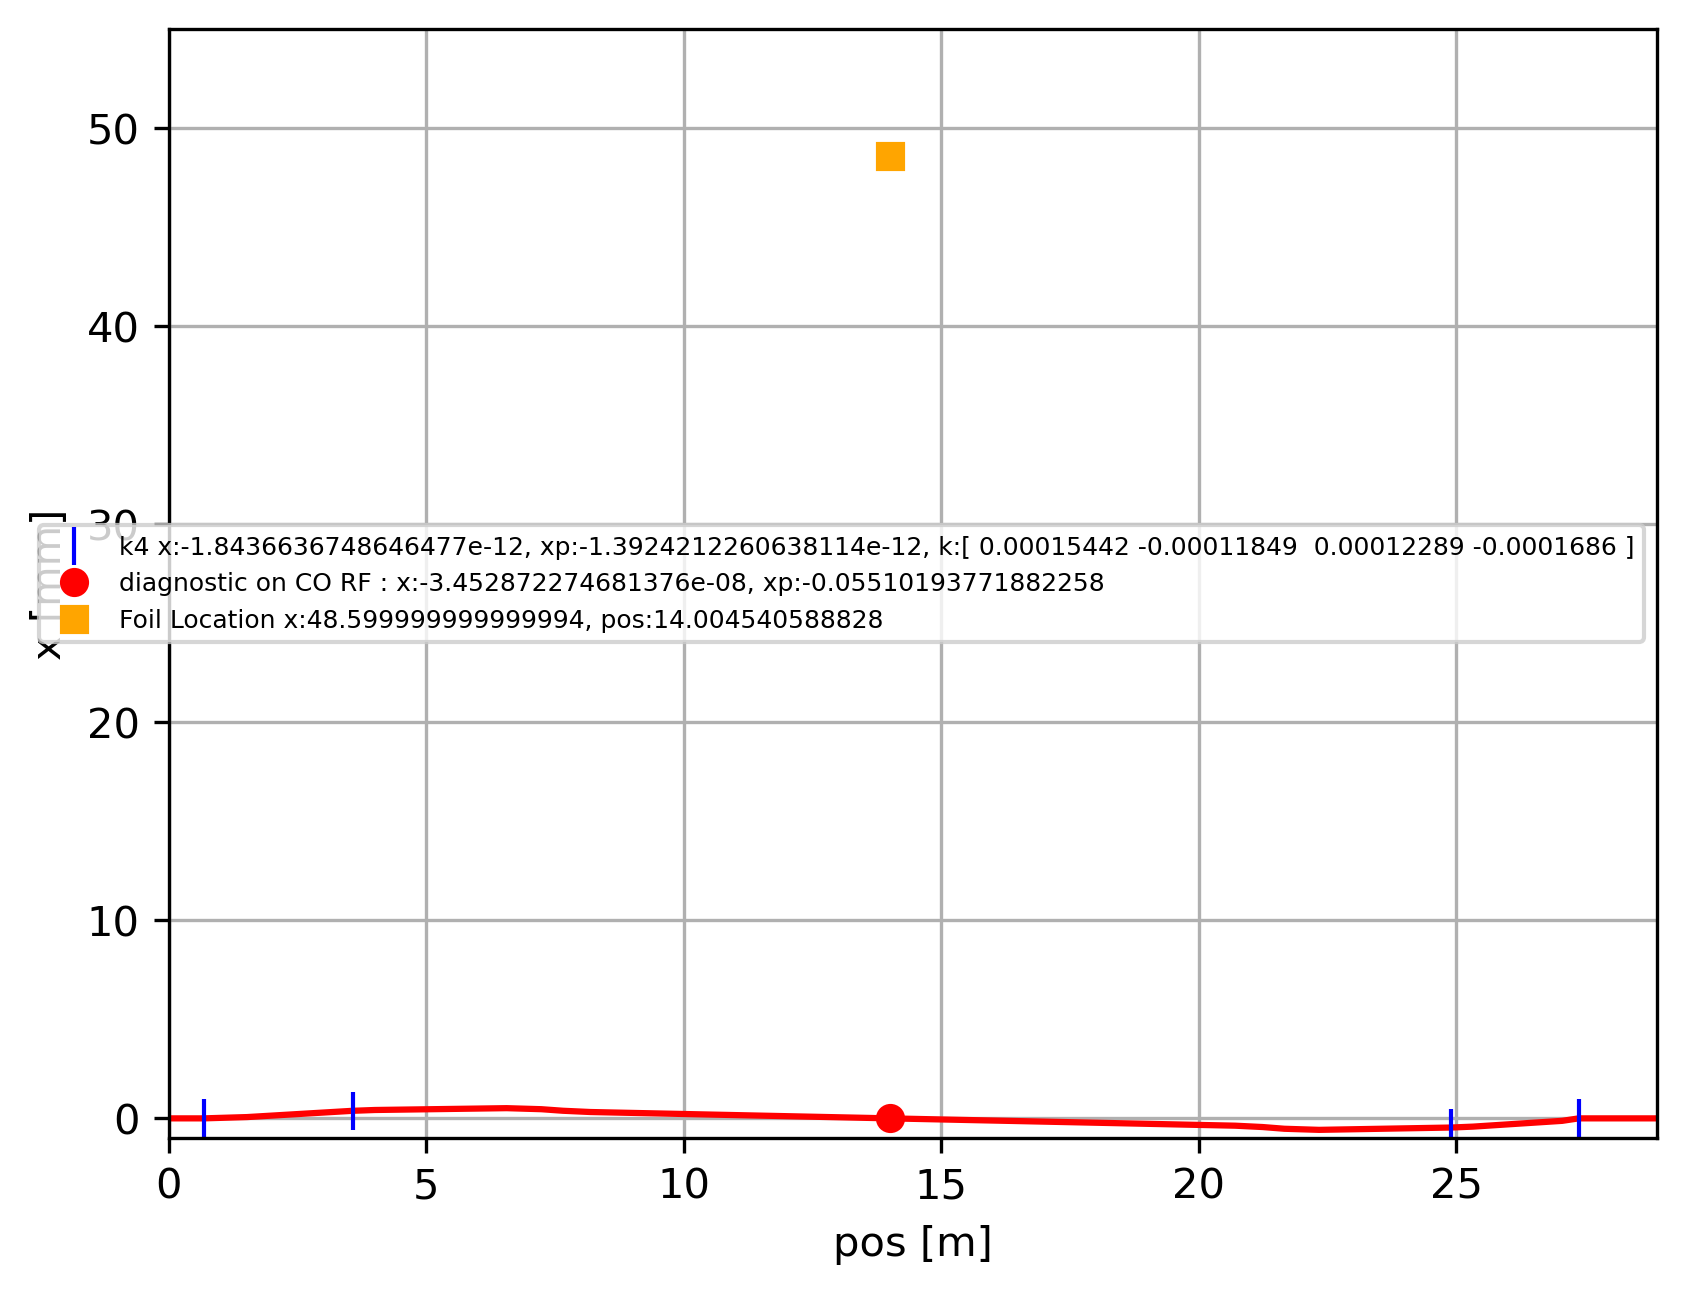 50
40
30
20
10
0
x [mm]
k4 x:-1.8436636748646477e-12, xp:-1.3924212260638114e-12, k:[ 0.00015442 -0.00011849  0.00012289 -0.0001686 ]
diagnostic on CO RF : x:-3.452872274681376e-08, xp:-0.05510193771882258
Foil Location x:48.599999999999994, pos:14.004540588828
0 5 10 15 20 25
pos [m]